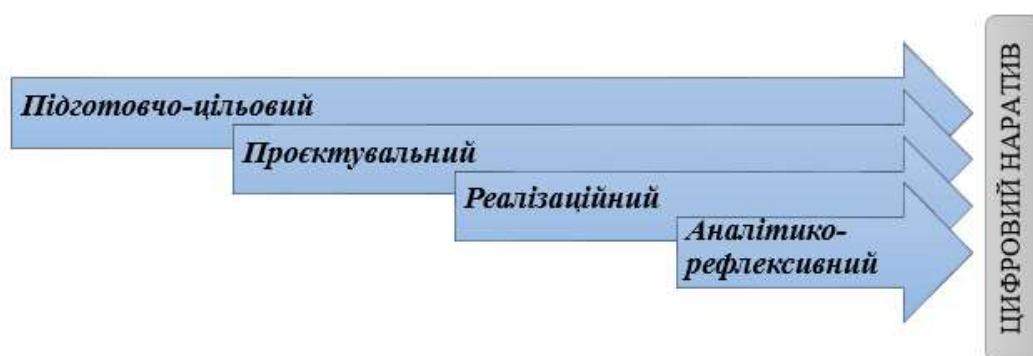 Підготовчо-цільовий
Проєктувальний
Реалізаційний
Аналітико-
рефлексивний
ЦИФРОВИЙ НАРАТИВ